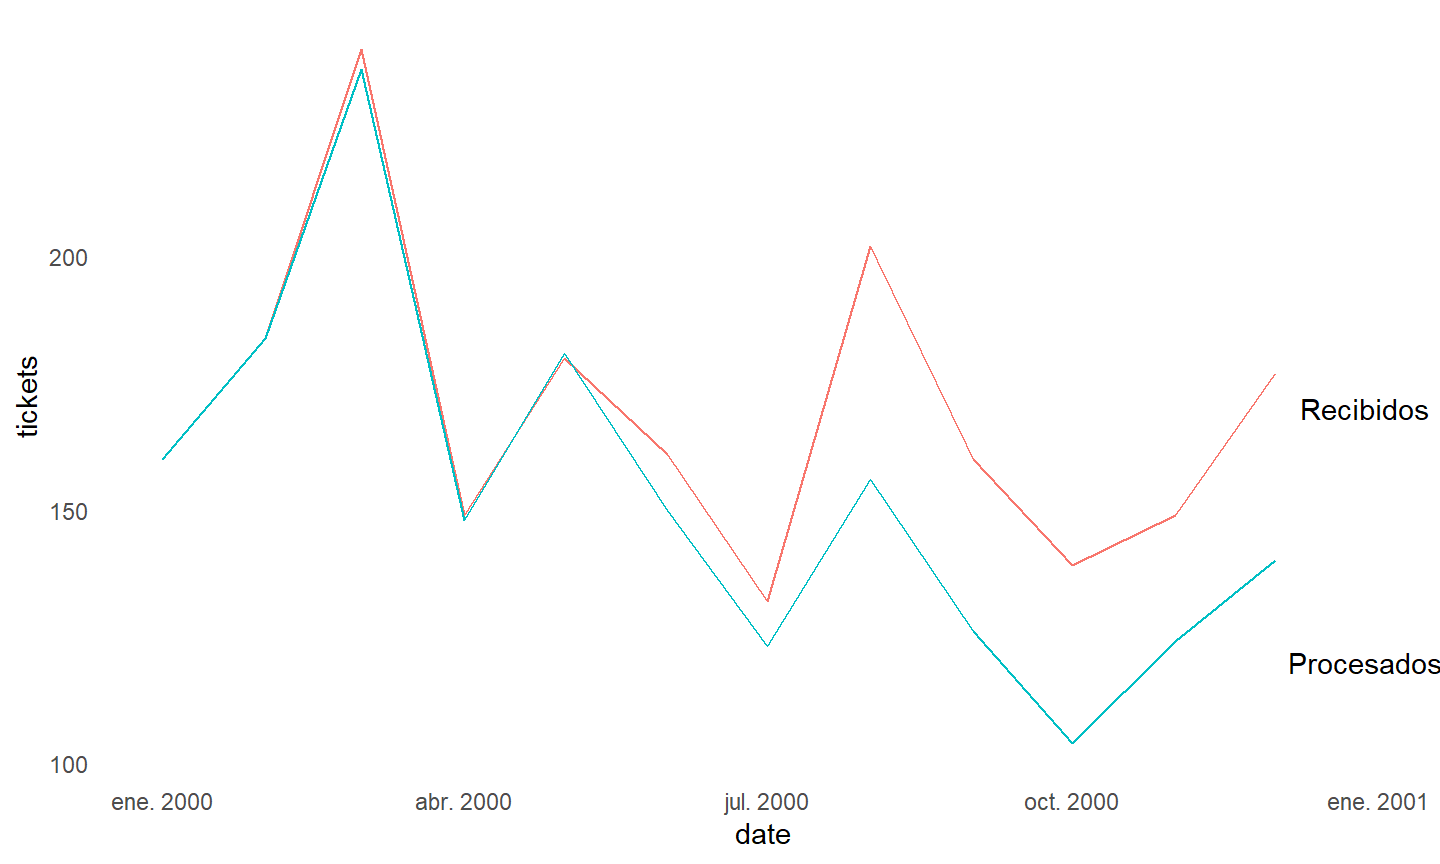 200
150
100
tickets
Recibidos
Procesados
ene. 2000
abr. 2000
jul. 2000
oct. 2000
ene. 2001
date